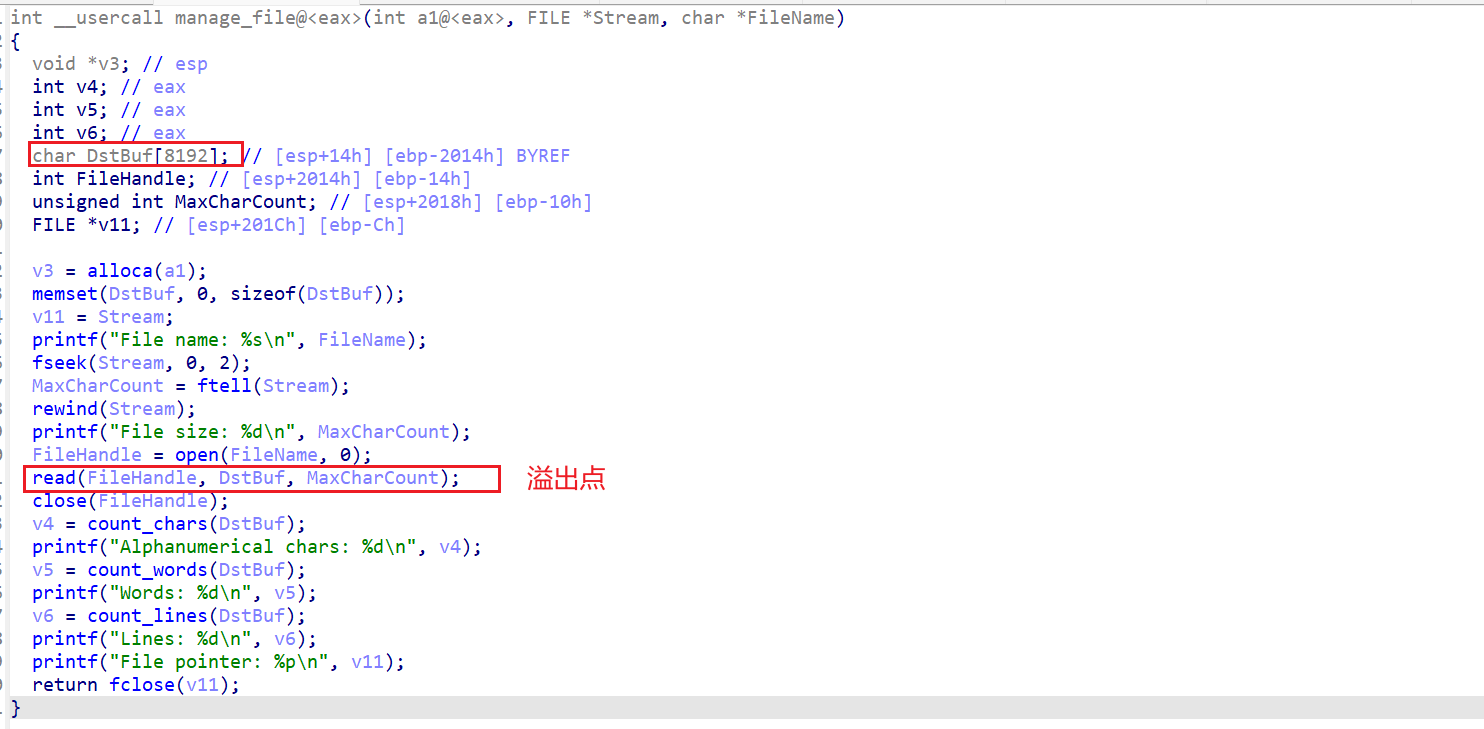 int __usercall manage_file@<eax>(int a1@<eax>, FILE *Stream, char *FileName)
{
  void *v3; // esp
  int v4; // eax
  int v5; // eax
  int v6; // eax
  char DstBuf[8192]; // [esp+14h] [ebp-2014h] BYREF
  int FileHandle; // [esp+2014h] [ebp-14h]
  unsigned int MaxCharCount; // [esp+2018h] [ebp-10h]
  FILE *v11; // [esp+201Ch] [ebp-Ch]

  v3 = alloca(a1);
  memset(DstBuf, 0, sizeof(DstBuf));
  v11 = Stream;
  printf("File name: %s\n", FileName);
  fseek(Stream, 0, 2);
  MaxCharCount = ftell(Stream);
  rewind(Stream);
  printf("File size: %d\n", MaxCharCount);
  FileHandle = open(FileName, 0);
  read(FileHandle, DstBuf, MaxCharCount); 溢出点
  close(FileHandle);
  v4 = count_chars(DstBuf);
  printf("Alphanumerical chars: %d\n", v4);
  v5 = count_words(DstBuf);
  printf("Words: %d\n", v5);
  v6 = count_lines(DstBuf);
  printf("Lines: %d\n", v6);
  printf("File pointer: %p\n", v11);
  return fclose(v11);
}